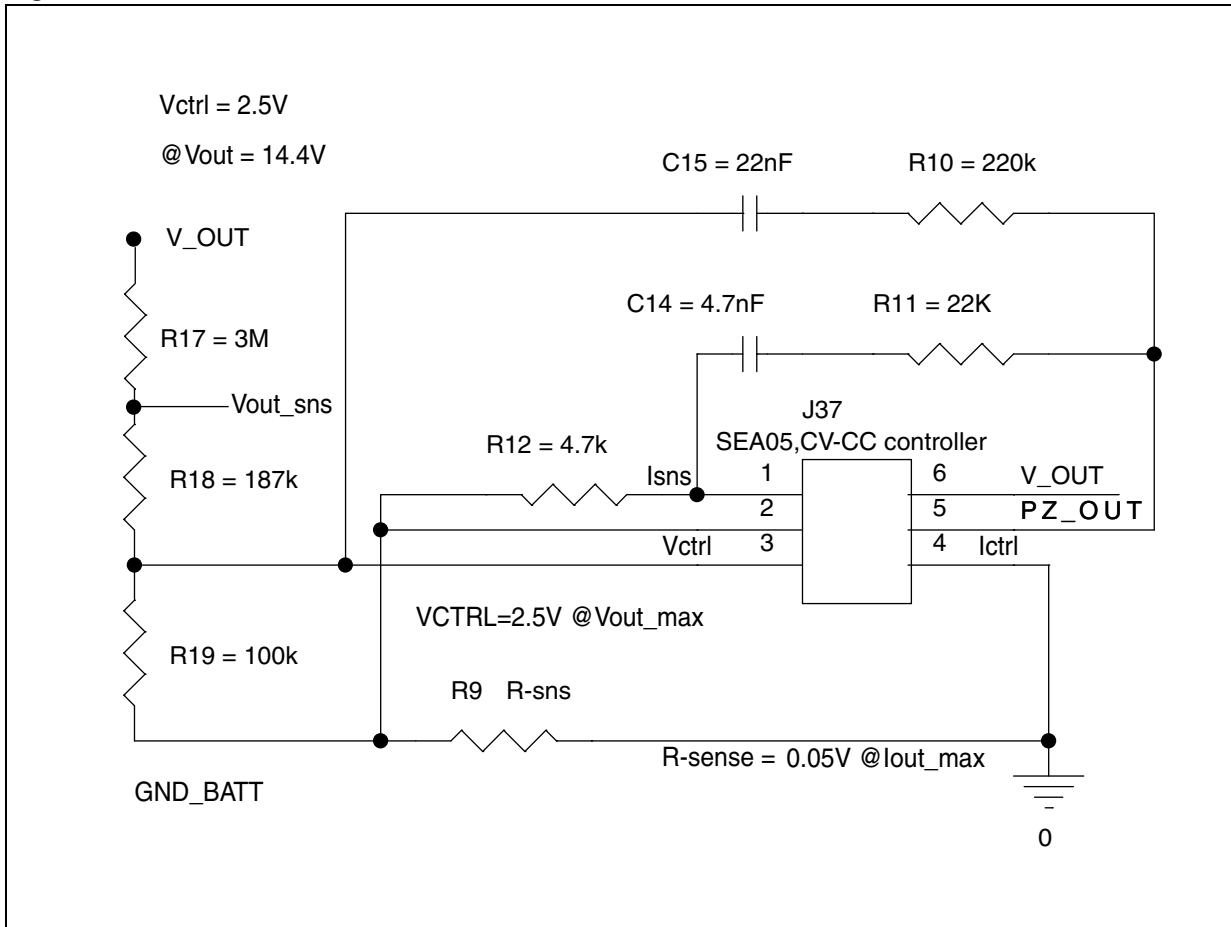 Vctrl = 2.5V
@Vout = 14.4V
C15 = 22nF
R10 = 220k
V_OUT
C14 = 4.7nF
R11 = 22K
R17 = 3M
Vout_sns
J37
SEA05,CV-CC controller
R12 = 4.7k
Isns
1
6
V_OUT
R18 = 187k
2
5
PZ_OUT
Vctrl
3
4
Ictrl
VCTRL=2.5V @Vout_max
R19 = 100k
R9 R-sns
R-sense = 0.05V @Iout_max
GND_BATT
0